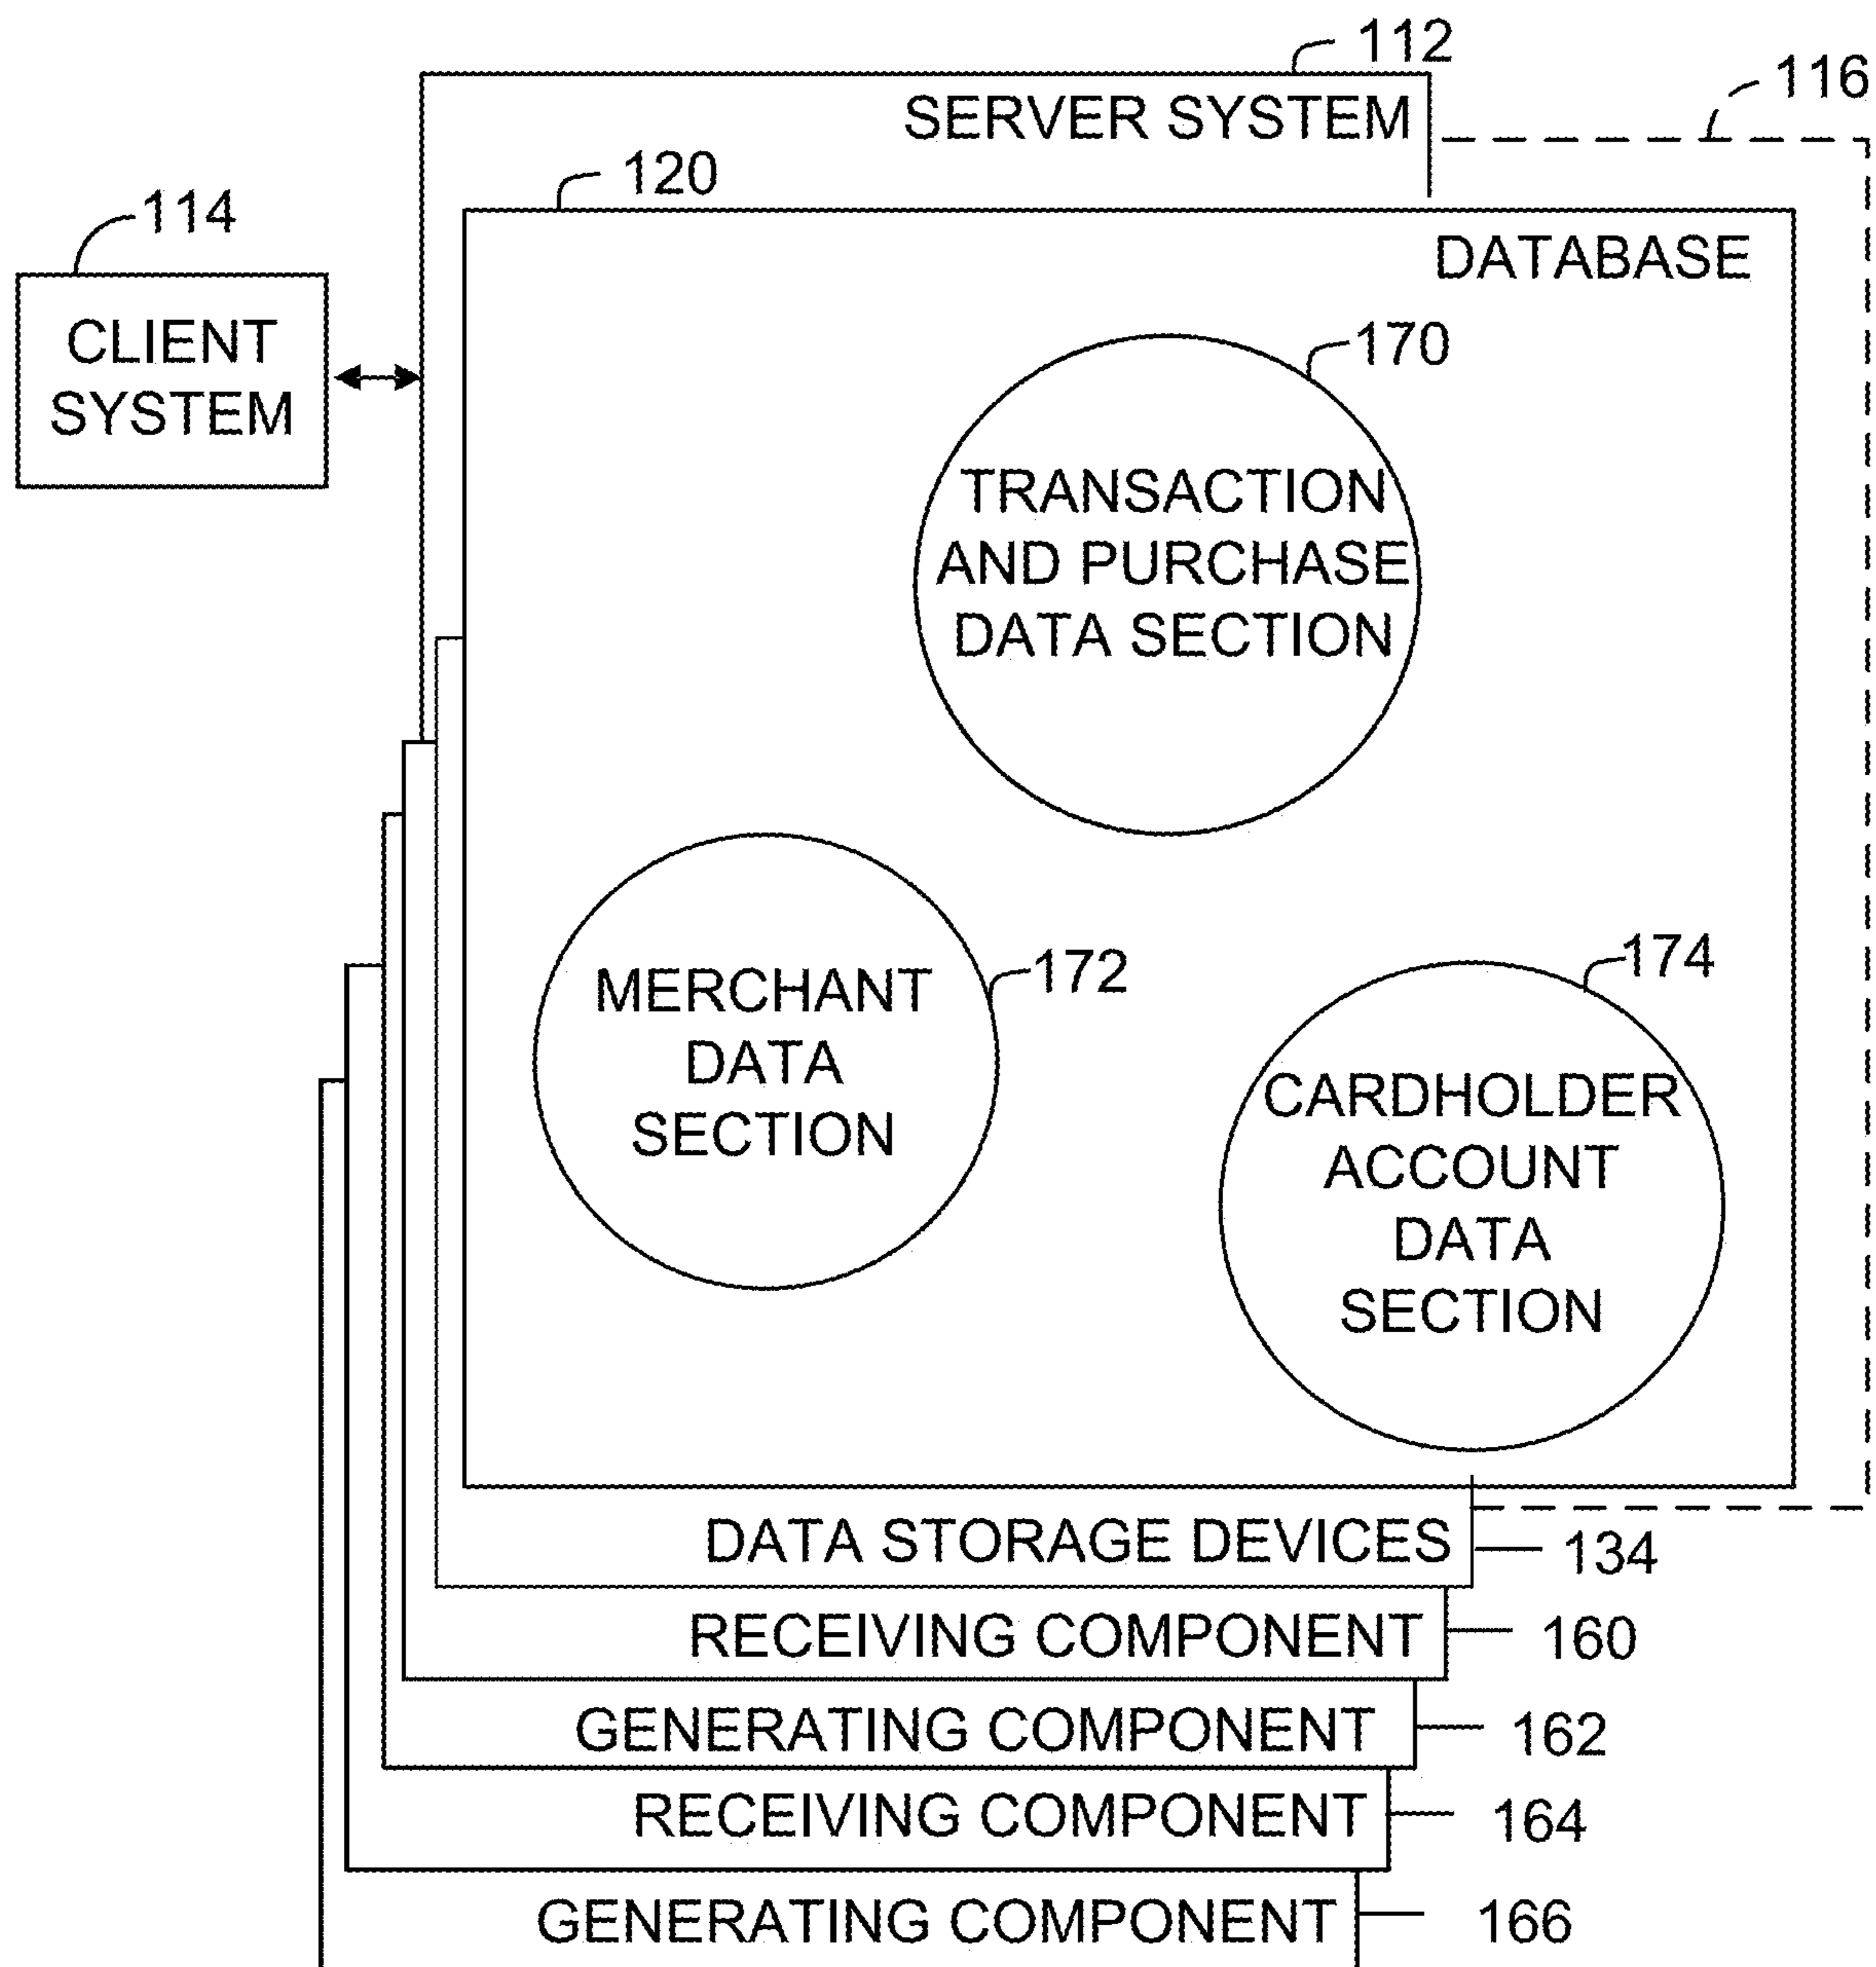 112
SERVER SYSTEM
116
120
114
DATABASE
CLIENT
SYSTEM
170
TRANSACTION
AND PURCHASE
DATA SECTION
172
MERCHANT
DATA
SECTION
174
CARDHOLDER
ACCOUNT
DATA
SECTION
DATA STORAGE DEVICES
134
RECEIVING COMPONENT
160
GENERATING COMPONENT
162
RECEIVING COMPONENT
164
GENERATING COMPONENT
166